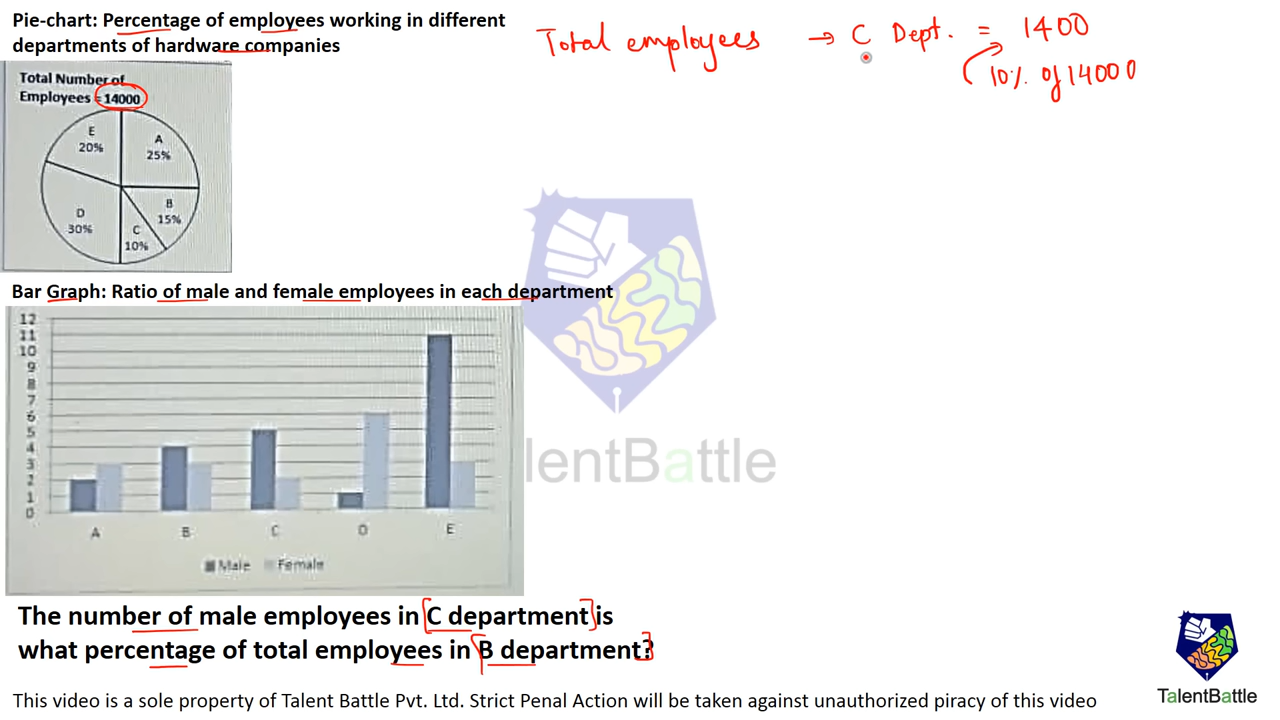 Pie-chart: Percentage of employees working in different
departments of hardware companies
Total employees → C Dept. = 1400
10% of 14000
Total Number of
Employees = 14000
E
20%
A
25%
B
15%
D
30%
C
10%
Bar Graph: Ratio of male and female employees in each department
12
11
10
9
8
7
6
5
4
3
2
1
0
A B C D E
Male Female
lentBattle
The number of male employees in [C department] is
what percentage of total employees in [B department?]
TalentBattle
This video is a sole property of Talent Battle Pvt. Ltd. Strict Penal Action will be taken against unauthorized piracy of this video